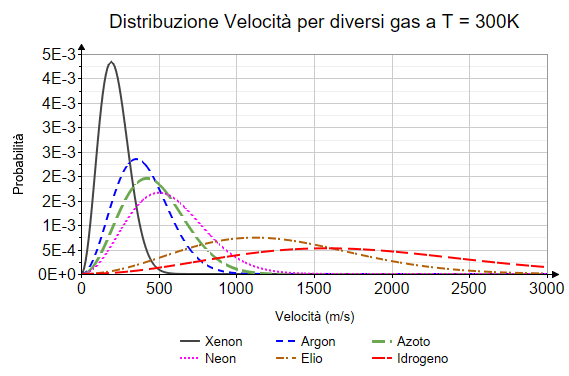 Distribuzione Velocità per diversi gas a T = 300K
5E-3
4E-3
4E-3
3E-3
3E-3
2E-3
2E-3
1E-3
5E-4
0E+0
Probabilità
0 500 1000 1500 2000 2500 3000
Velocità (m/s)
Xenon Argon Azoto
Neon Elio Idrogeno